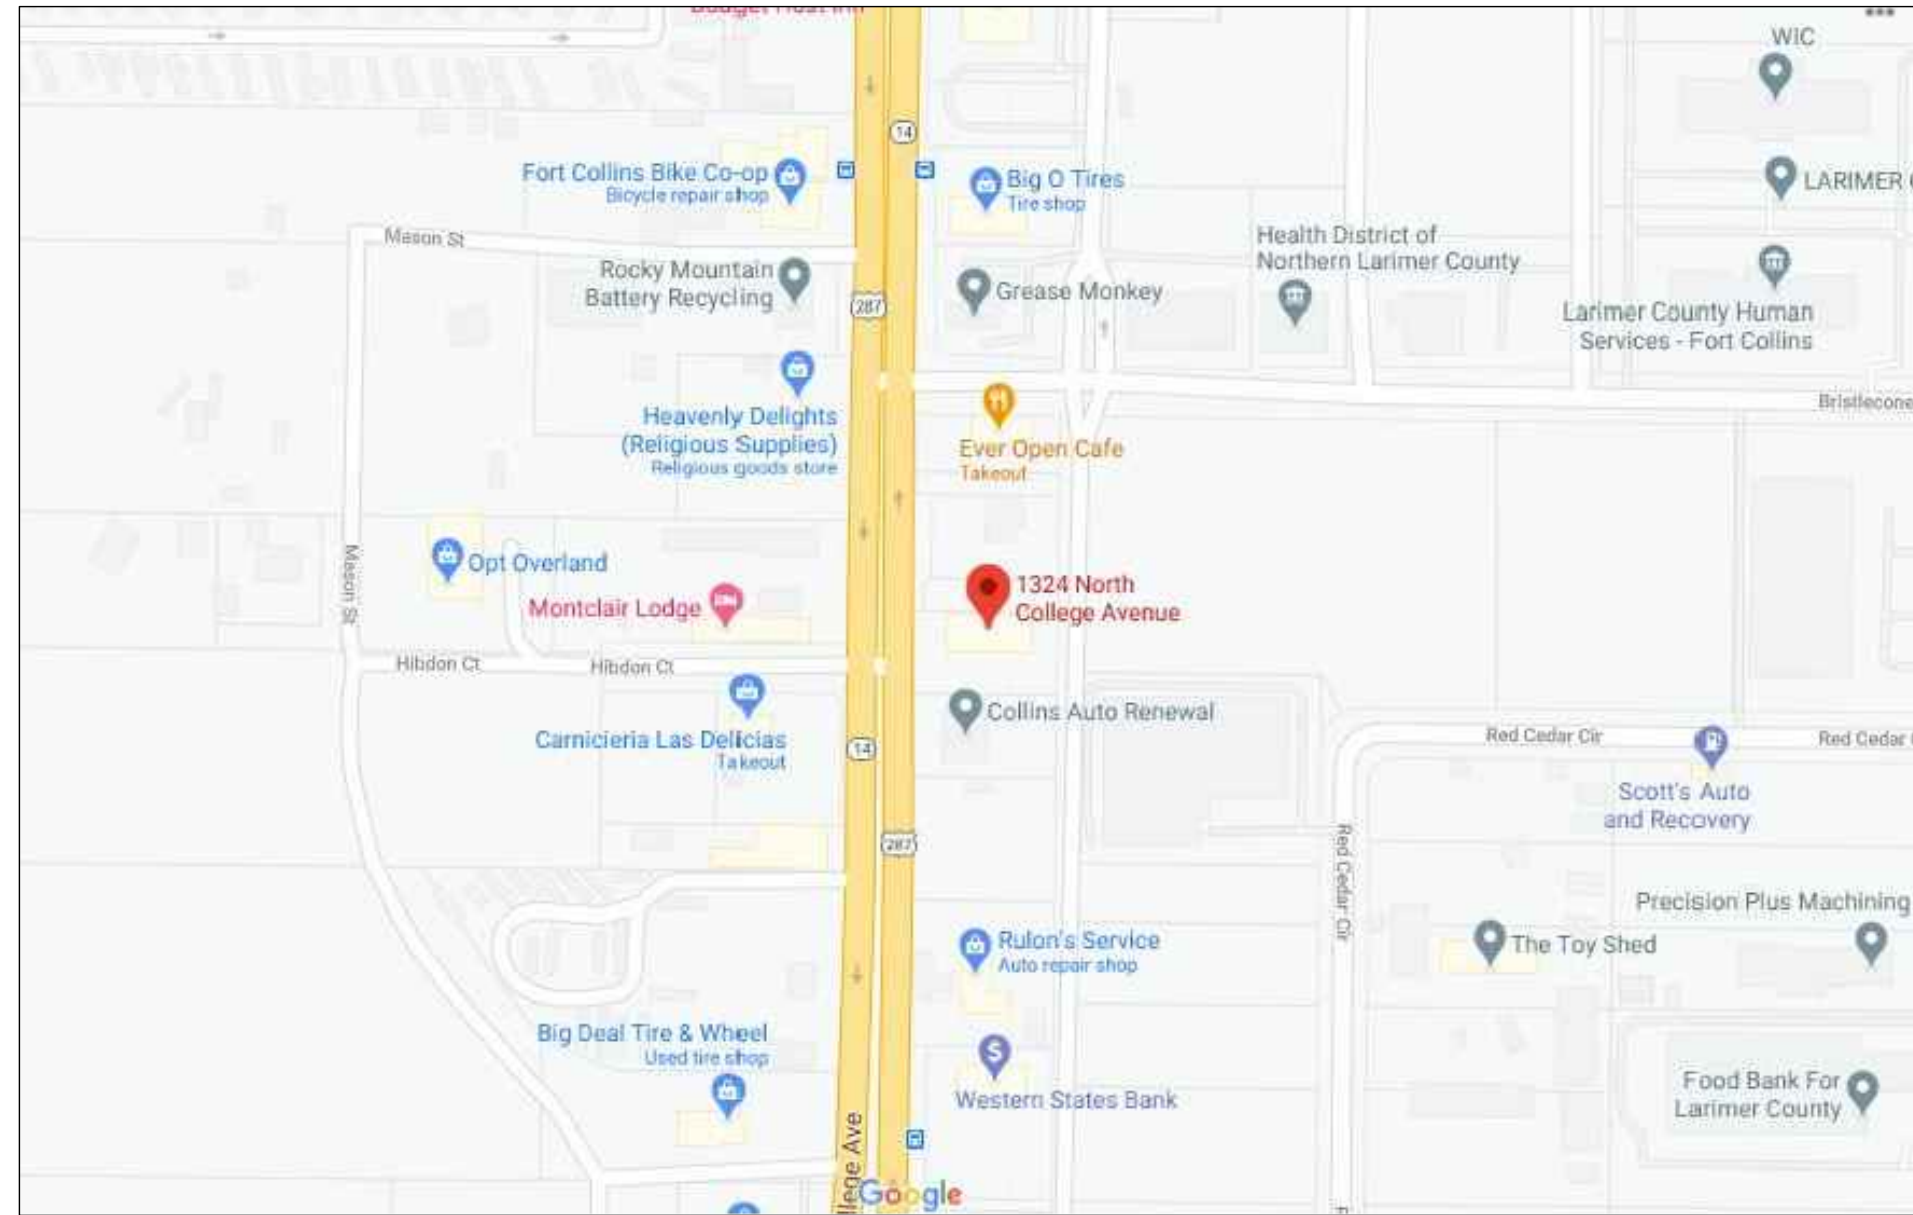 Budget Host Inn
WIC
14
Fort Collins Bike Co-op
Bicycle repair shop
Big O Tires
Tire shop
LARIMER
Mason St
Health District of
Northern Larimer County
Rocky Mountain
Battery Recycling
287
Grease Monkey
Larimer County Human
Services - Fort Collins
Heavenly Delights
(Religious Supplies)
Religious goods store
Ever Open Cafe
Takeout
Bristlecone
Mason St
Opt Overland
Montclair Lodge
1324 North
College Avenue
Hibdon Ct
Hibdon Ct
Carnicieria Las Delicias
Takeout
14
Collins Auto Renewal
Red Cedar Cir
Red Cedar
Scott's Auto
and Recovery
287
Red Cedar Cir
Precision Plus Machining
The Toy Shed
Rulon's Service
Auto repair shop
Big Deal Tire & Wheel
Used tire shop
S
Western States Bank
Food Bank For
Larimer County
llege Ave
Google